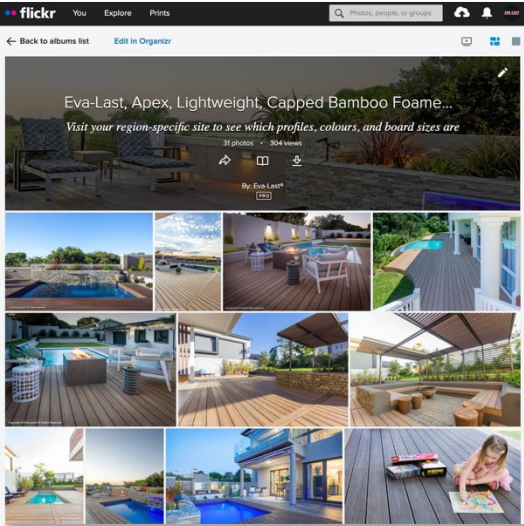 flickr You Explore Prints Photos, people, or groups
Back to albums list Edit in Organizr
Eva-Last, Apex, Lightweight, Capped Bamboo Foame...
Visit your region-specific site to see which profiles, colours, and board sizes are
31 photos • 304 views
By: Eva-Last®
PRO